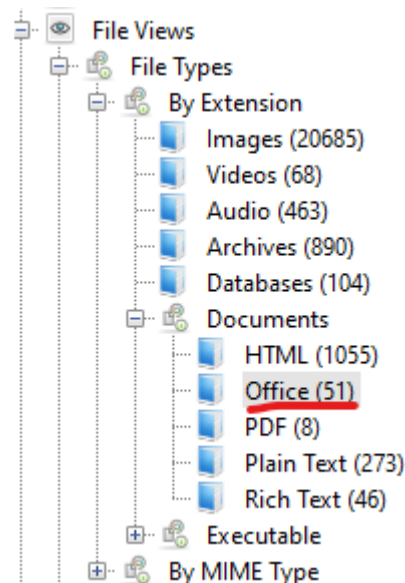 File Views
File Types
By Extension
Images (20685)
Videos (68)
Audio (463)
Archives (890)
Databases (104)
Documents
HTML (1055)
Office (51)
PDF (8)
Plain Text (273)
Rich Text (46)
Executable
By MIME Type